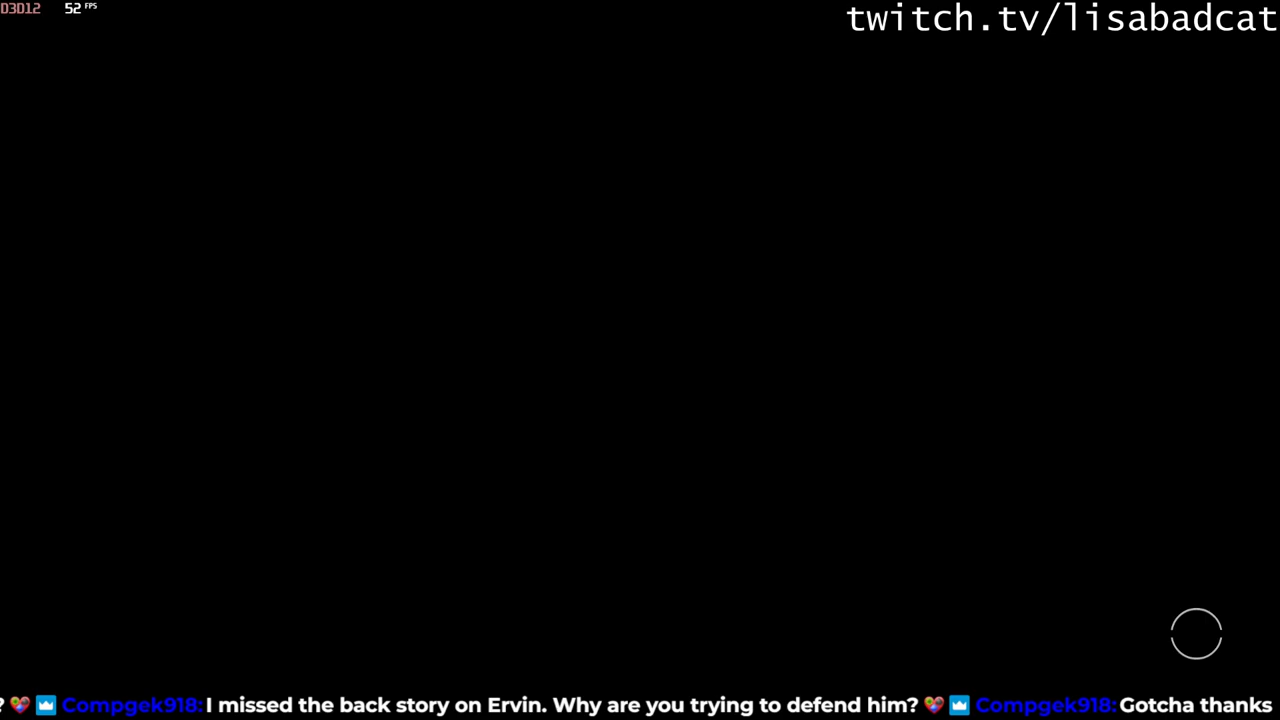 D3D12 52 FPS
twitch.tv/lisabadcat
? Compgek918: I missed the back story on Ervin. Why are you trying to defend him? Compgek918: Gotcha thanks